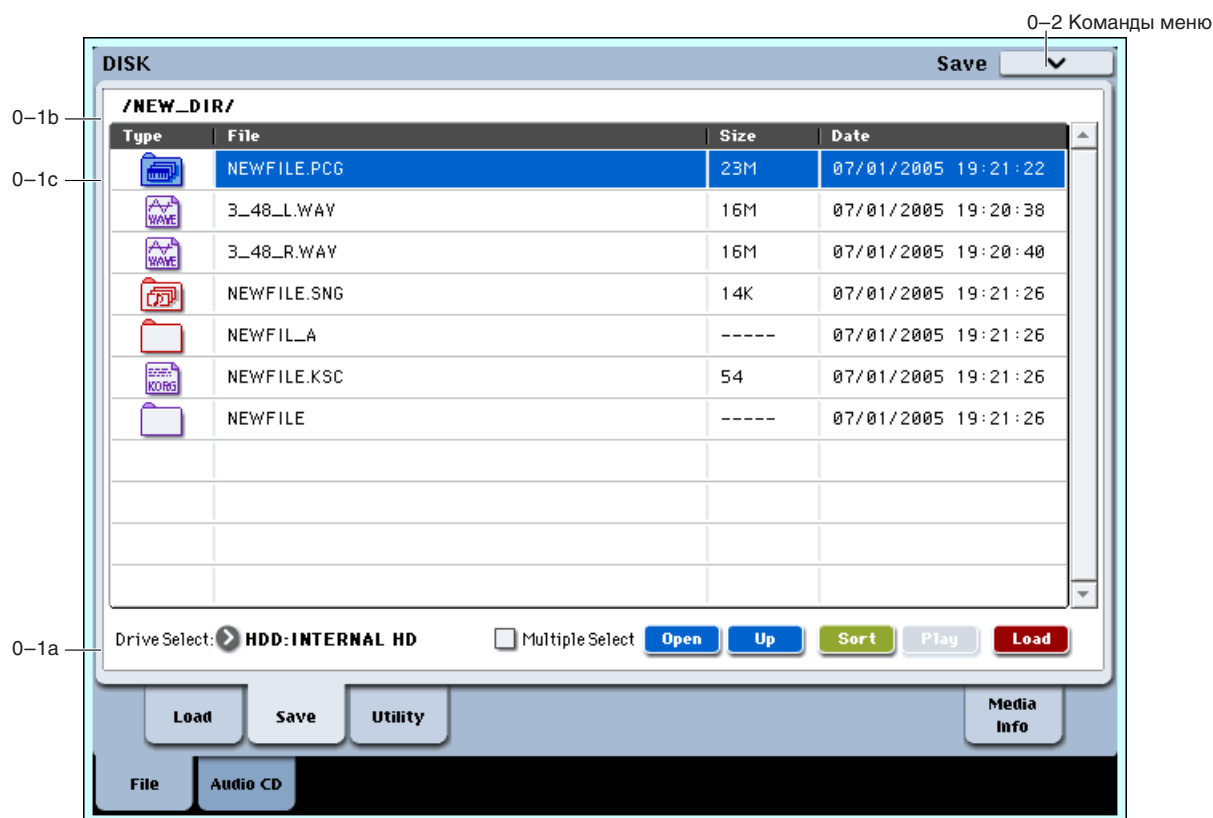 0–2 Команды меню
DISK Save
0–1b
/NEW_DIR/
Type File Size Date
0–1c
NEWFILE.PCG 23M 07/01/2005 19:21:22
WAVE 3_48_L.WAV 16M 07/01/2005 19:20:38
WAVE 3_48_R.WAV 16M 07/01/2005 19:20:40
NEWFILE.SNG 14K 07/01/2005 19:21:26
NEWFIL_A ----- 07/01/2005 19:21:26
KORG NEWFILE.KSC 54 07/01/2005 19:21:26
NEWFILE ----- 07/01/2005 19:21:26
0–1a
Drive Select: HDD:INTERNAL HD Multiple Select Open Up Sort Play Load
Load Save Utility Media Info
File Audio CD